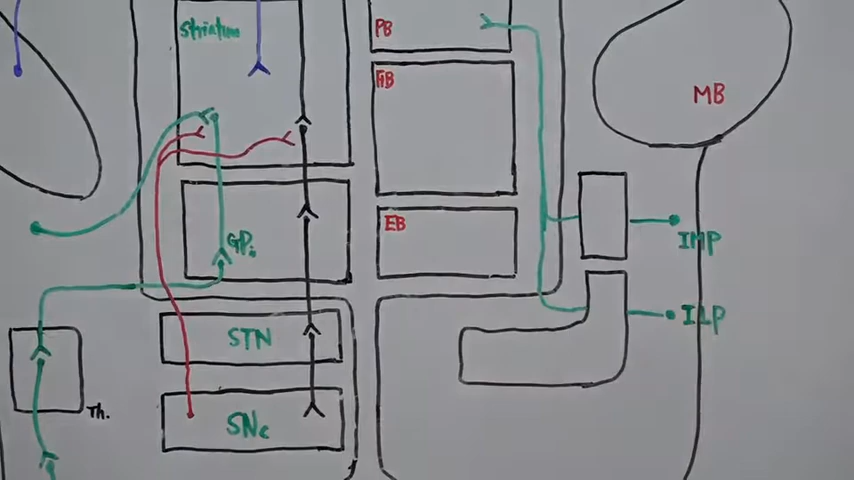 Striatum
PB
FB
MB
EB
GPi
IMP
ILP
STN
Th.
SNc